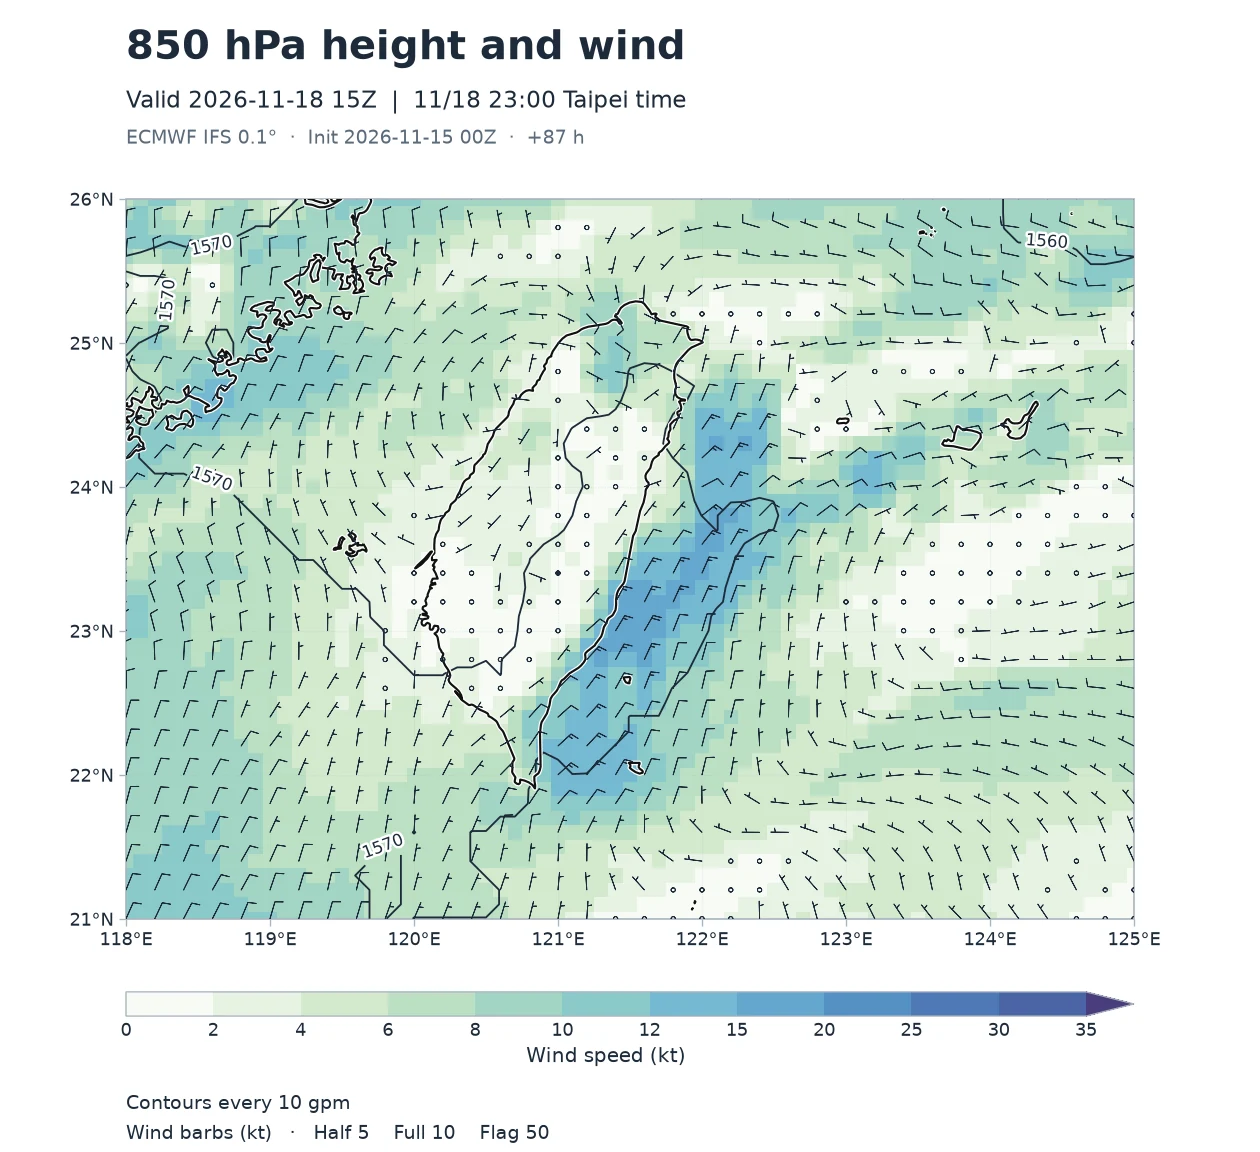 850 hPa height and wind
Valid 2026-11-18 15Z | 11/18 23:00 Taipei time
ECMWF IFS 0.1° · Init 2026-11-15 00Z · +87 h
26°N
1570
1560
1570
25°N
1570
24°N
23°N
22°N
1570
21°N
118°E 119°E 120°E 121°E 122°E 123°E 124°E 125°E
0 2 4 6 8 10 12 15 20 25 30 35
Wind speed (kt)
Contours every 10 gpm
Wind barbs (kt) · Half 5 Full 10 Flag 50